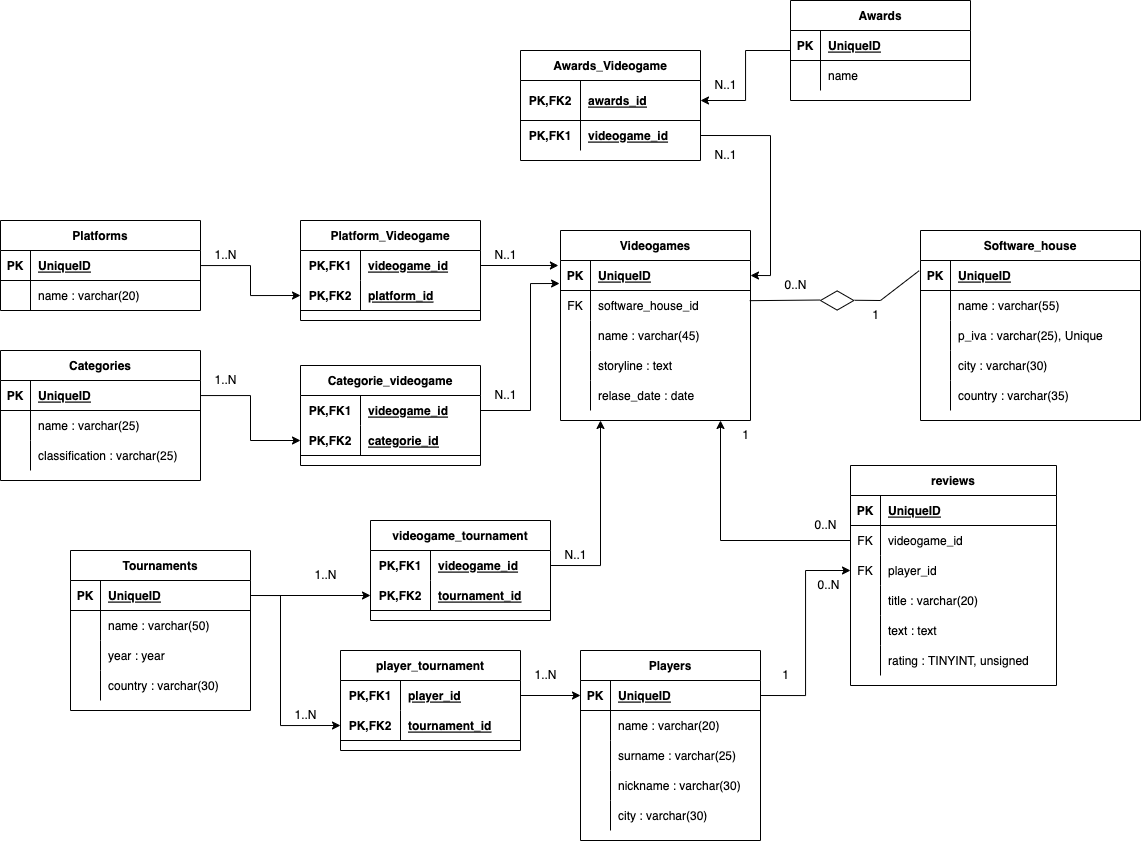 Awards
PK UniqueID
name
Awards_Videogame
PK,FK2 awards_id
PK,FK1 videogame_id
N..1
N..1
Platforms
PK UniqueID
name : varchar(20)
1..N
Platform_Videogame
PK,FK1 videogame_id
PK,FK2 platform_id
N..1
Videogames
PK UniqueID
FK software_house_id
name : varchar(45)
storyline : text
relase_date : date
0..N
1
Software_house
PK UniqueID
name : varchar(55)
p_iva : varchar(25), Unique
city : varchar(30)
country : varchar(35)
Categories
PK UniqueID
name : varchar(25)
classification : varchar(25)
1..N
Categorie_videogame
PK,FK1 videogame_id
PK,FK2 categorie_id
N..1
1
reviews
PK UniqueID
FK videogame_id
FK player_id
title : varchar(20)
text : text
rating : TINYINT, unsigned
0..N
0..N
videogame_tournament
PK,FK1 videogame_id
PK,FK2 tournament_id
N..1
Tournaments
PK UniqueID
name : varchar(50)
year : year
country : varchar(30)
1..N
1..N
player_tournament
PK,FK1 player_id
PK,FK2 tournament_id
1..N
Players
PK UniqueID
name : varchar(20)
surname : varchar(25)
nickname : varchar(30)
city : varchar(30)
1